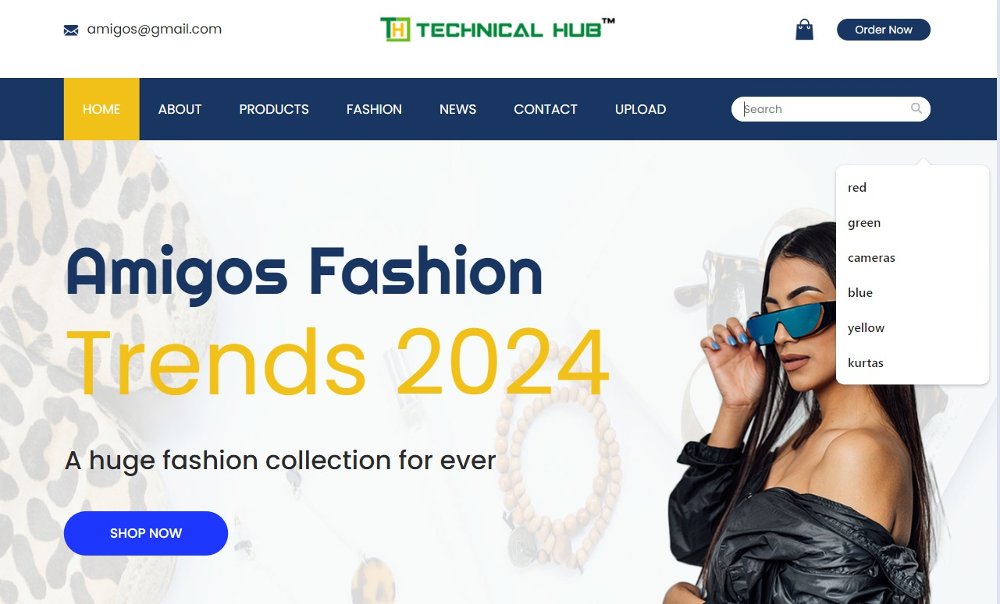 amigos@gmail.com
TH TECHNICAL HUB™
Order Now
HOME
ABOUT
PRODUCTS
FASHION
NEWS
CONTACT
UPLOAD
Search
red
green
cameras
blue
yellow
kurtas
Amigos Fashion
Trends 2024
A huge fashion collection for ever
SHOP NOW